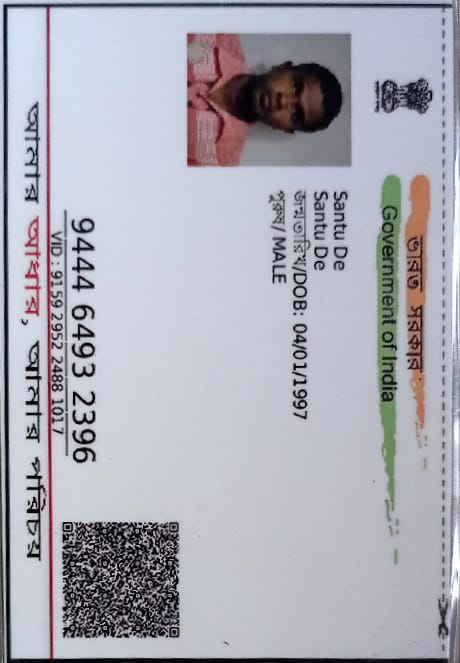 ভারত সরকার
Government of India
Santu De
Santu De
জন্মতারিখ/DOB: 04/01/1997
পুরুষ/ MALE
9444 6493 2396
VID : 9159 2952 2488 1017
আমার আধার, আমার পরিচয়